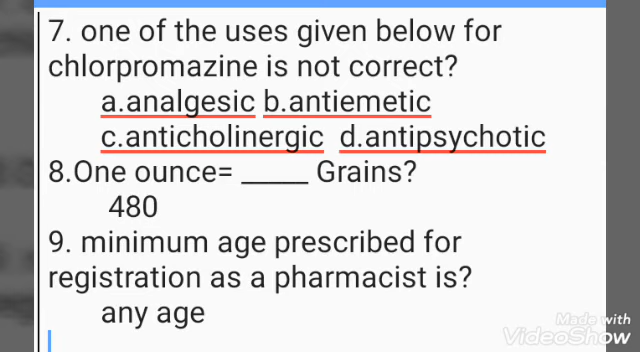 7. one of the uses given below for
chlorpromazine is not correct?
a.analgesic b.antiemetic
c.anticholinergic d.antipsychotic
8.One ounce= _____ Grains?
480
9. minimum age prescribed for
registration as a pharmacist is?
any age
Made with
VideoShow